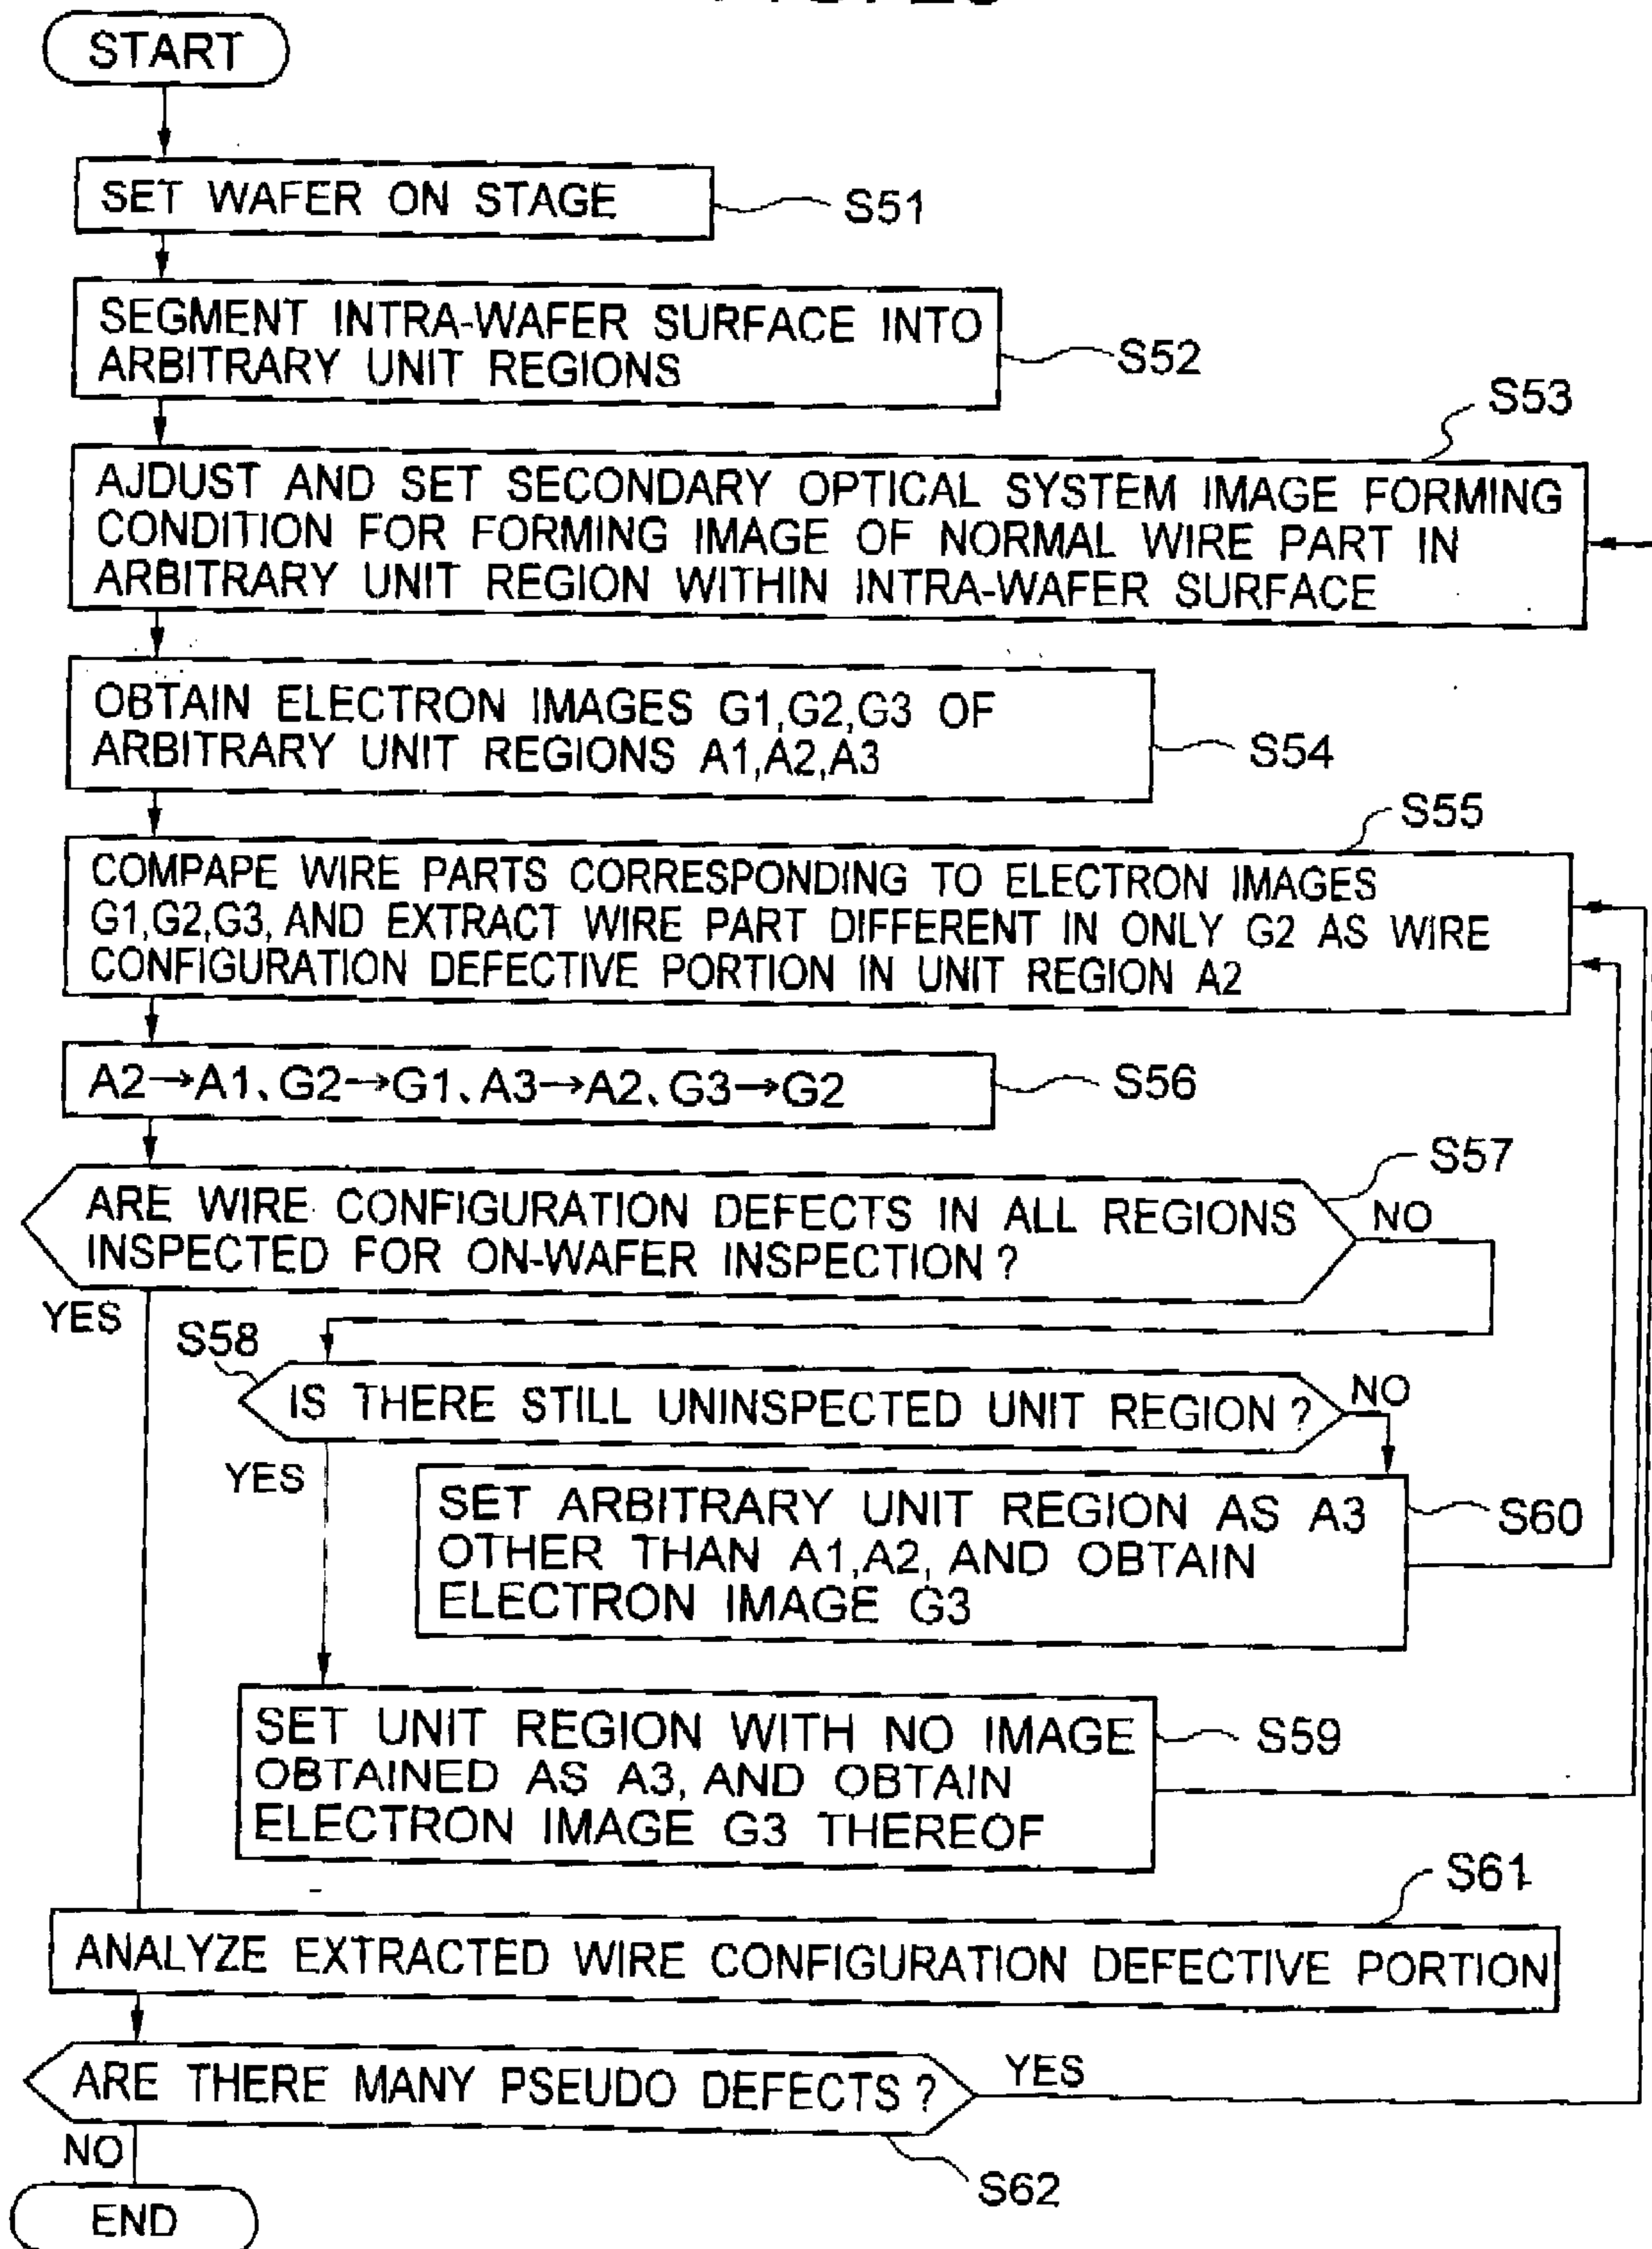 START
SET WAFER ON STAGE
S51
SEGMENT INTRA-WAFER SURFACE INTO
ARBITRARY UNIT REGIONS
S52
S53
AJDUST AND SET SECONDARY OPTICAL SYSTEM IMAGE FORMING
CONDITION FOR FORMING IMAGE OF NORMAL WIRE PART IN
ARBITRARY UNIT REGION WITHIN INTRA-WAFER SURFACE
OBTAIN ELECTRON IMAGES G1,G2,G3 OF
ARBITRARY UNIT REGIONS A1,A2,A3
S54
S55
COMPAPE WIRE PARTS CORRESPONDING TO ELECTRON IMAGES
G1,G2,G3, AND EXTRACT WIRE PART DIFFERENT IN ONLY G2 AS WIRE
CONFIGURATION DEFECTIVE PORTION IN UNIT REGION A2
A2→A1、G2→G1、A3→A2、G3→G2
S56
S57
ARE WIRE CONFIGURATION DEFECTS IN ALL REGIONS
INSPECTED FOR ON-WAFER INSPECTION ?
NO
YES
S58
IS THERE STILL UNINSPECTED UNIT REGION ?
NO
YES
SET ARBITRARY UNIT REGION AS A3
OTHER THAN A1,A2, AND OBTAIN
ELECTRON IMAGE G3
S60
SET UNIT REGION WITH NO IMAGE
OBTAINED AS A3, AND OBTAIN
ELECTRON IMAGE G3 THEREOF
S59
S61
ANALYZE EXTRACTED WIRE CONFIGURATION DEFECTIVE PORTION
ARE THERE MANY PSEUDO DEFECTS ?
YES
NO
S62
END